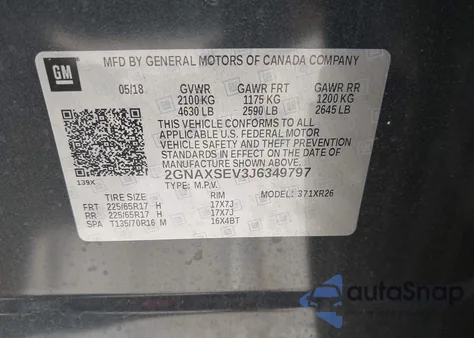 GM
MFD BY GENERAL MOTORS OF CANADA COMPANY
05/18 GVWR GAWR FRT GAWR RR
2100 KG 1175 KG 1200 KG
4630 LB 2590 LB 2645 LB
THIS VEHICLE CONFORMS TO ALL
APPLICABLE U.S. FEDERAL MOTOR
VEHICLE SAFETY AND THEFT
PREVENTION STANDARDS IN EFFECT ON THE
DATE OF MANUFACTURE SHOWN ABOVE.
139X 2GNAXSEV3J6349797
TYPE: M.P.V. MODEL: 371XR26
TIRE SIZE RIM
FRT 225/65R17 H 17X7J
RR 225/65R17 H 17X7J
SPA T135/70R16 M 16X4BT
autoSnap